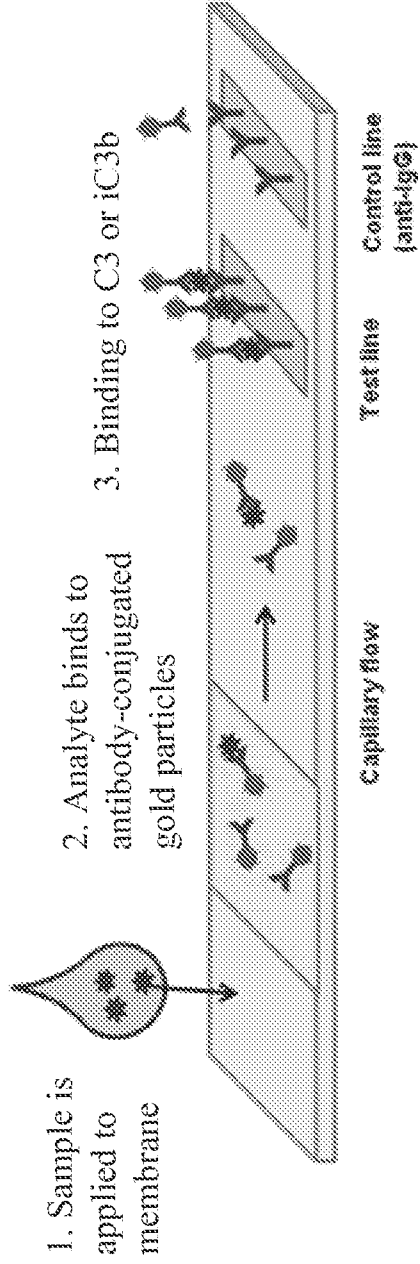 1. Sample is
applied to
membrane
2. Analyte binds to
antibody-conjugated
gold particles
3. Binding to C3 or iC3b
Capillary flow
Test line
Control line
(anti-IgG)